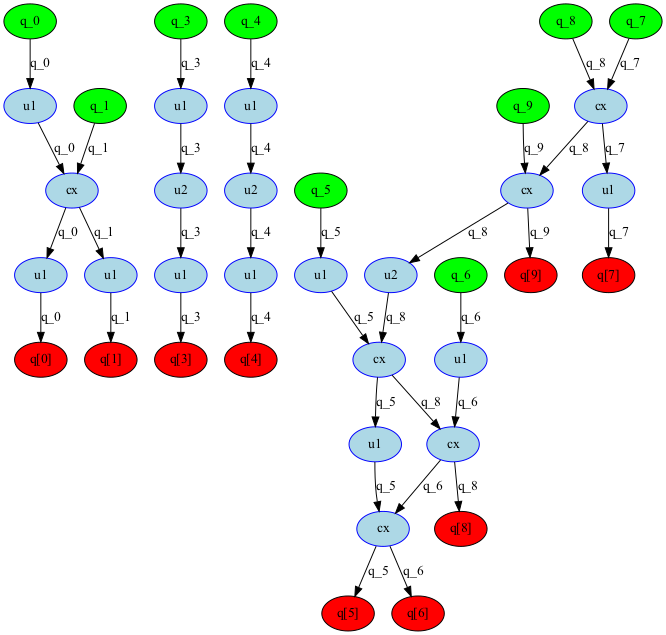 q_0 q_3 q_4 q_8 q_7
q_0 q_3 q_4 q_8 q_7
u1 q_1 u1 u1 q_9 cx
q_0 q_1 q_3 q_4 q_9 q_8 q_7
cx u2 u2 q_5 cx u1
q_0 q_1 q_3 q_4 q_5 q_8 q_9 q_7
u1 u1 u1 u1 u1 u2 q_6 q[9] q[7]
q_0 q_1 q_3 q_4 q_5 q_8 q_6
q[0] q[1] q[3] q[4] cx u1
q_5 q_8 q_6
u1 cx
q_5 q_6 q_8
cx q[8]
q_5 q_6
q[5] q[6]